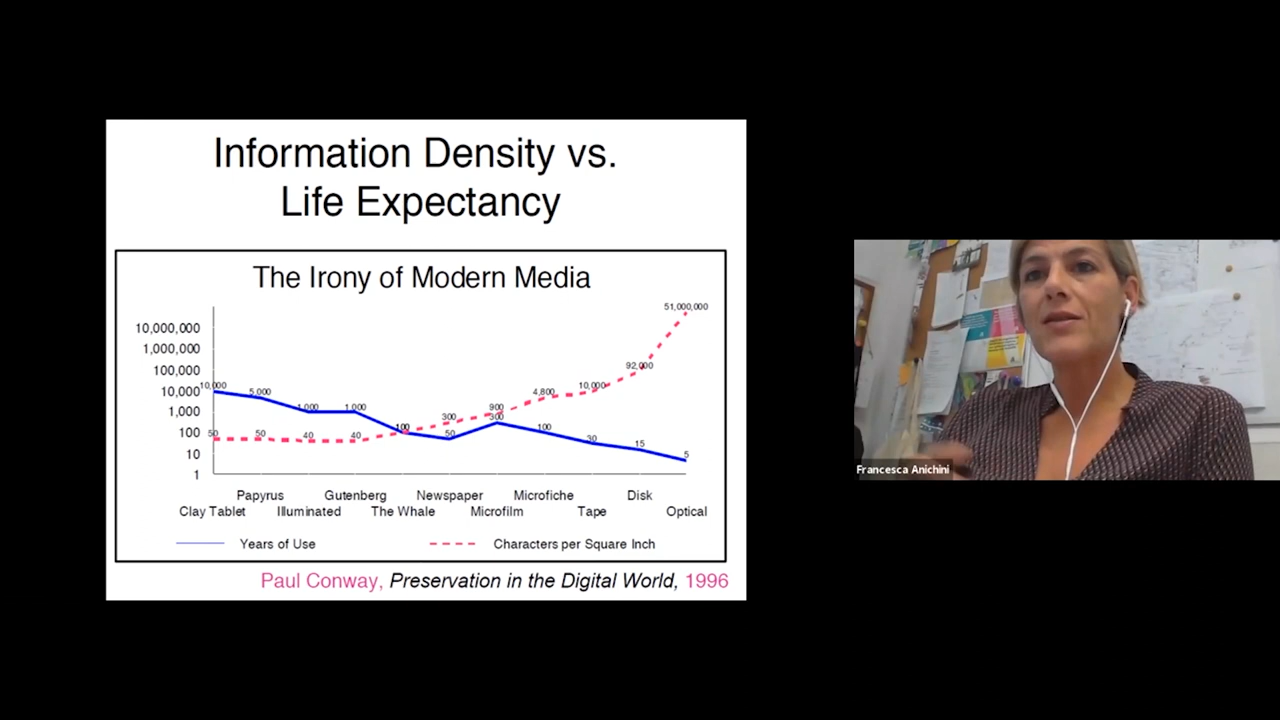 Information Density vs.
Life Expectancy
The Irony of Modern Media
51,000,000
10,000,000
1,000,000
100,000
92,000
10,000 10,000 5,000 4,800 10,000
1,000 1,000 1,000 900 300
100 100 300 100
50 50 40 40 50 30
10 15
1 5
Papyrus Gutenberg Newspaper Microfiche Disk
Clay Tablet Illuminated The Whale Microfilm Tape Optical
Years of Use Characters per Square Inch
Paul Conway, Preservation in the Digital World, 1996
Francesca Anichini